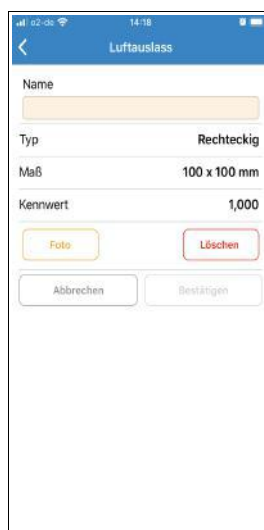 o2-de 14:18
Luftauslass
Name
Typ Rechteckig
Maß 100 x 100 mm
Kennwert 1,000
Foto Löschen
Abbrechen Bestätigen